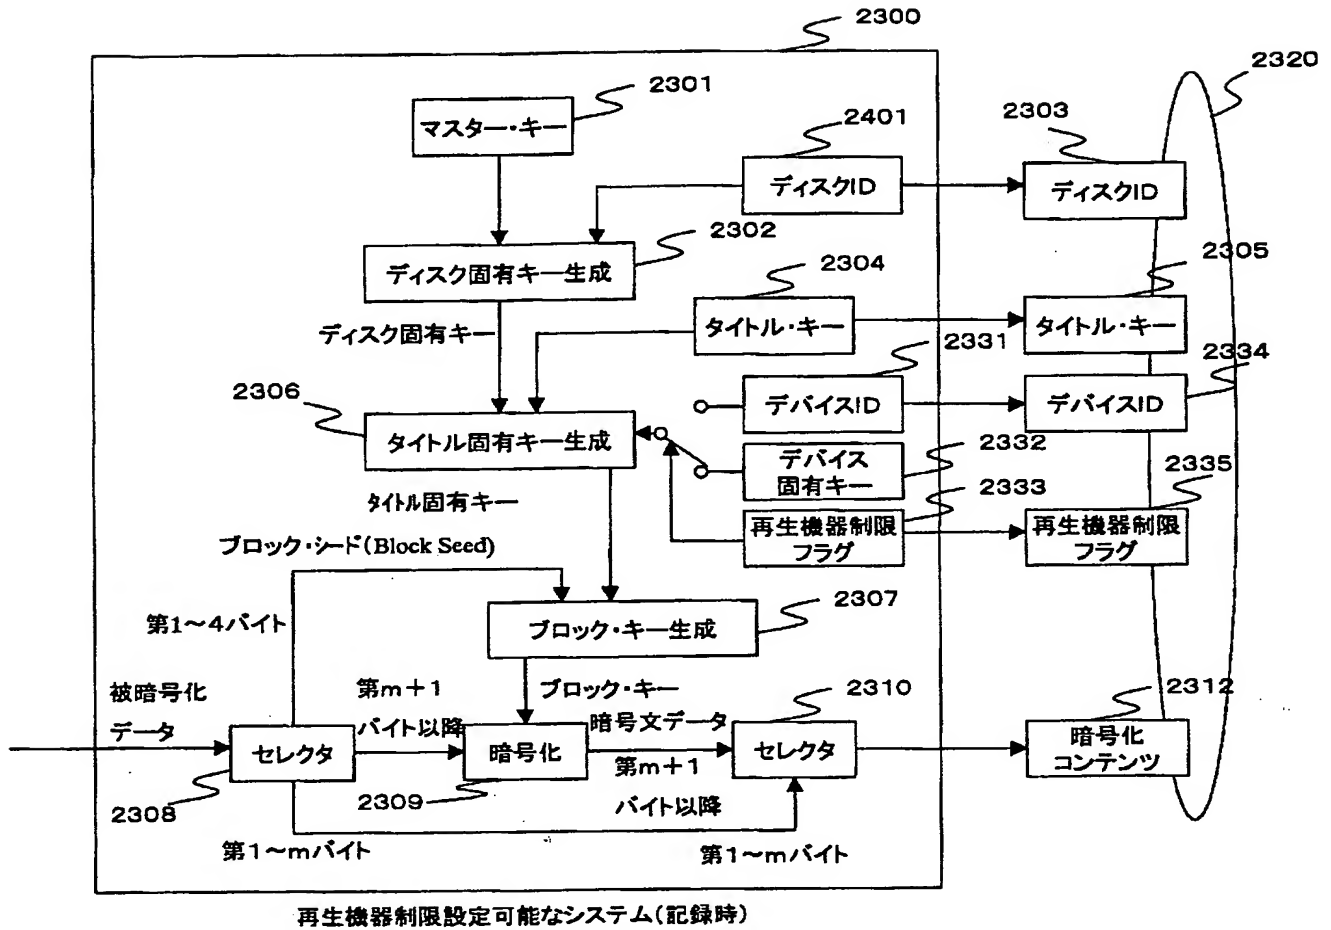 2300
2320
2301
マスター・キー
2401
2303
ディスクID
ディスクID
2302
ディスク固有キー生成
2304
2305
ディスク固有キー
タイトル・キー
タイトル・キー
2331
2334
2306
デバイスID
デバイスID
タイトル固有キー生成
2332
デバイス
固有キー
2335
タイトル固有キー
2333
再生機器制限
フラグ
再生機器制限
フラグ
ブロック・シード(Block Seed)
2307
第1～4バイト
ブロック・キー生成
被暗号化
データ
第m+1
バイト以降
ブロック・キー
暗号文データ
2310
2312
セレクタ
暗号化
セレクタ
暗号化
コンテンツ
第m+1
バイト以降
2308
2309
第1～mバイト
第1～mバイト
再生機器制限設定可能なシステム(記録時)